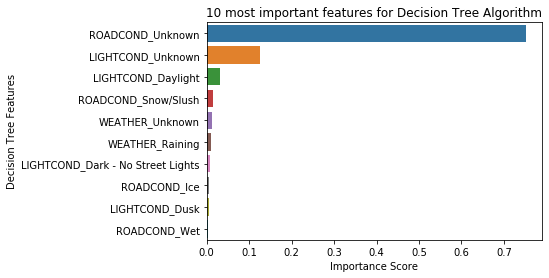 10 most important features for Decision Tree Algorithm
Decision Tree Features
ROADCOND_Unknown
LIGHTCOND_Unknown
LIGHTCOND_Daylight
ROADCOND_Snow/Slush
WEATHER_Unknown
WEATHER_Raining
LIGHTCOND_Dark - No Street Lights
ROADCOND_Ice
LIGHTCOND_Dusk
ROADCOND_Wet
0.0 0.1 0.2 0.3 0.4 0.5 0.6 0.7
Importance Score